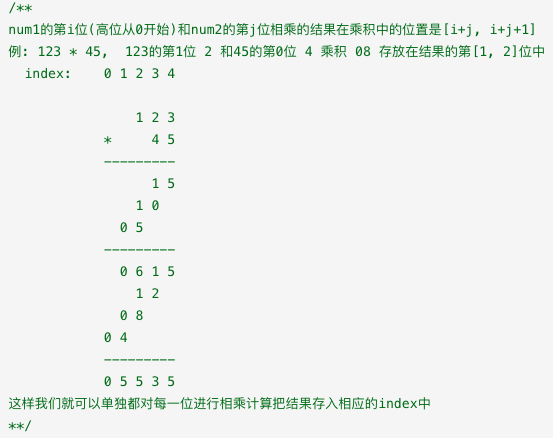 /**
num1的第i位(高位从0开始)和num2的第j位相乘的结果在乘积中的位置是[i+j, i+j+1]
例: 123 * 45,  123的第1位 2 和45的第0位 4 乘积 08 存放在结果的第[1, 2]位中
  index:    0 1 2 3 4

                1 2 3
            *     4 5
            ---------
                  1 5
                1 0
              0 5
            ---------
              0 6 1 5
                1 2
              0 8
            0 4
            ---------
            0 5 5 3 5
这样我们就可以单独都对每一位进行相乘计算把结果存入相应的index中
**/